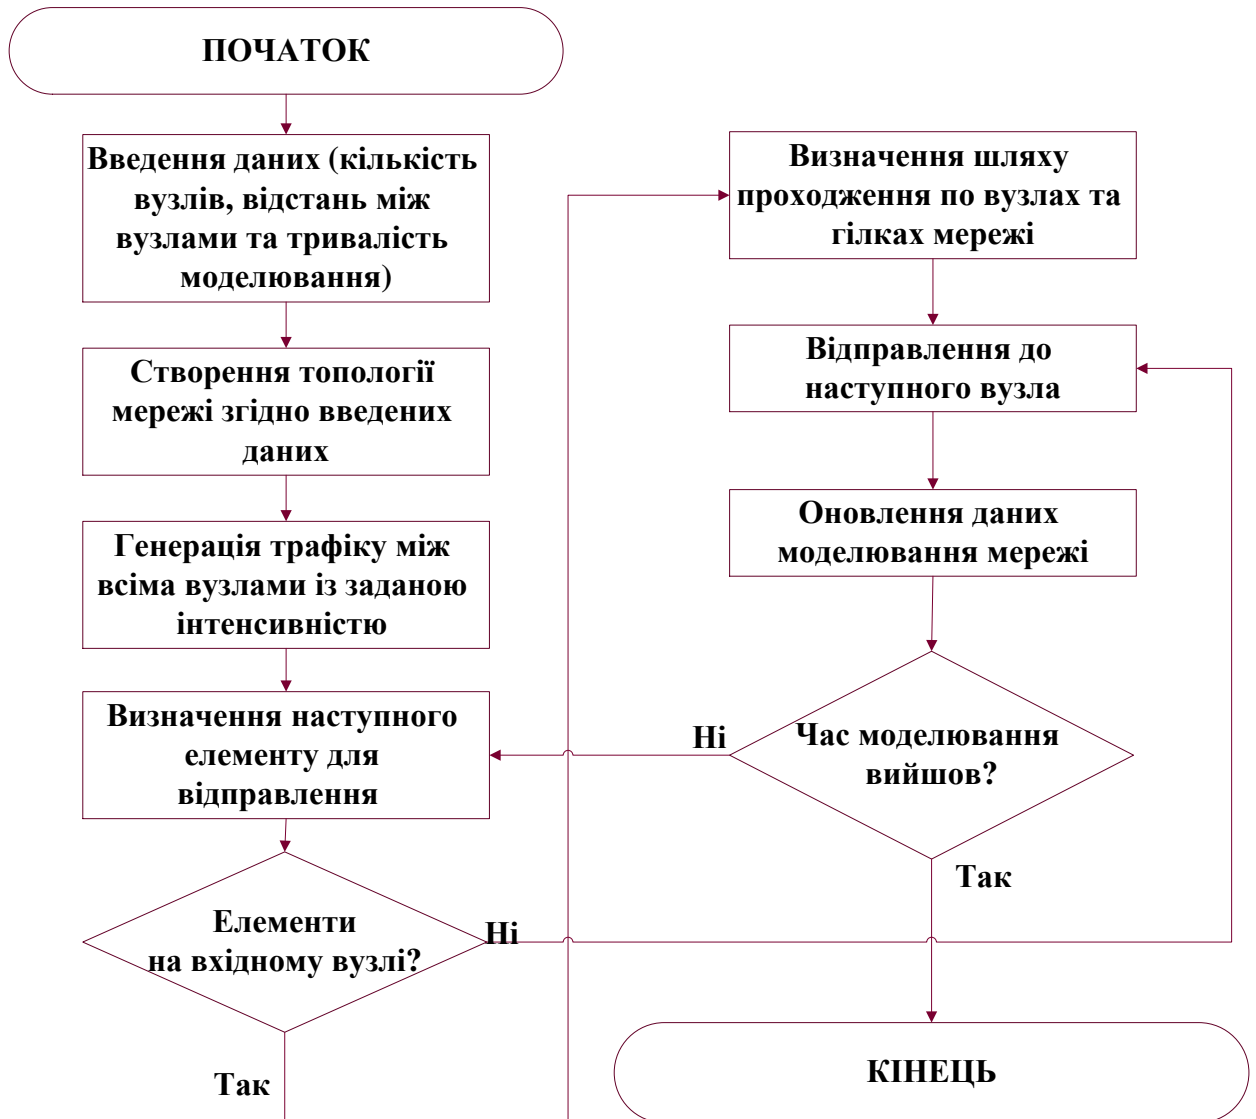 ПОЧАТОК
Введення даних (кількість
вузлів, відстань між
вузлами та тривалість
моделювання)
Створення топології
мережі згідно введених
даних
Генерація трафіку між
всіма вузлами із заданою
інтенсивністю
Визначення наступного
елементу для
відправлення
Елементи
на вхідному вузлі?
Ні
Так
Визначення шляху
проходження по вузлах та
гілках мережі
Відправлення до
наступного вузла
Оновлення даних
моделювання мережі
Час моделювання
вийшов?
Ні
Так
КІНЕЦЬ